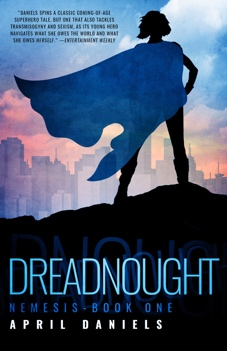 "DANIELS SPINS A CLASSIC COMING-OF-AGE
SUPERHERO TALE, BUT ONE THAT ALSO TACKLES
TRANSMISOGYNY AND SEXISM, AS ITS YOUNG HERO
NAVIGATES WHAT SHE OWES THE WORLD AND WHAT
SHE OWES HERSELF." —ENTERTAINMENT WEEKLY
DREADNOUGHT
NEMESIS-BOOK ONE
APRIL DANIELS